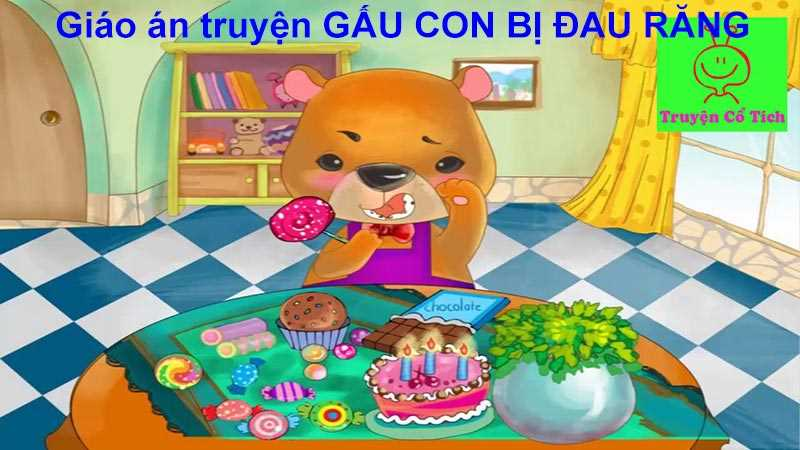 Giáo án truyện GẤU CON BỊ ĐAU RĂNG
Truyện Cổ Tích
chocolate